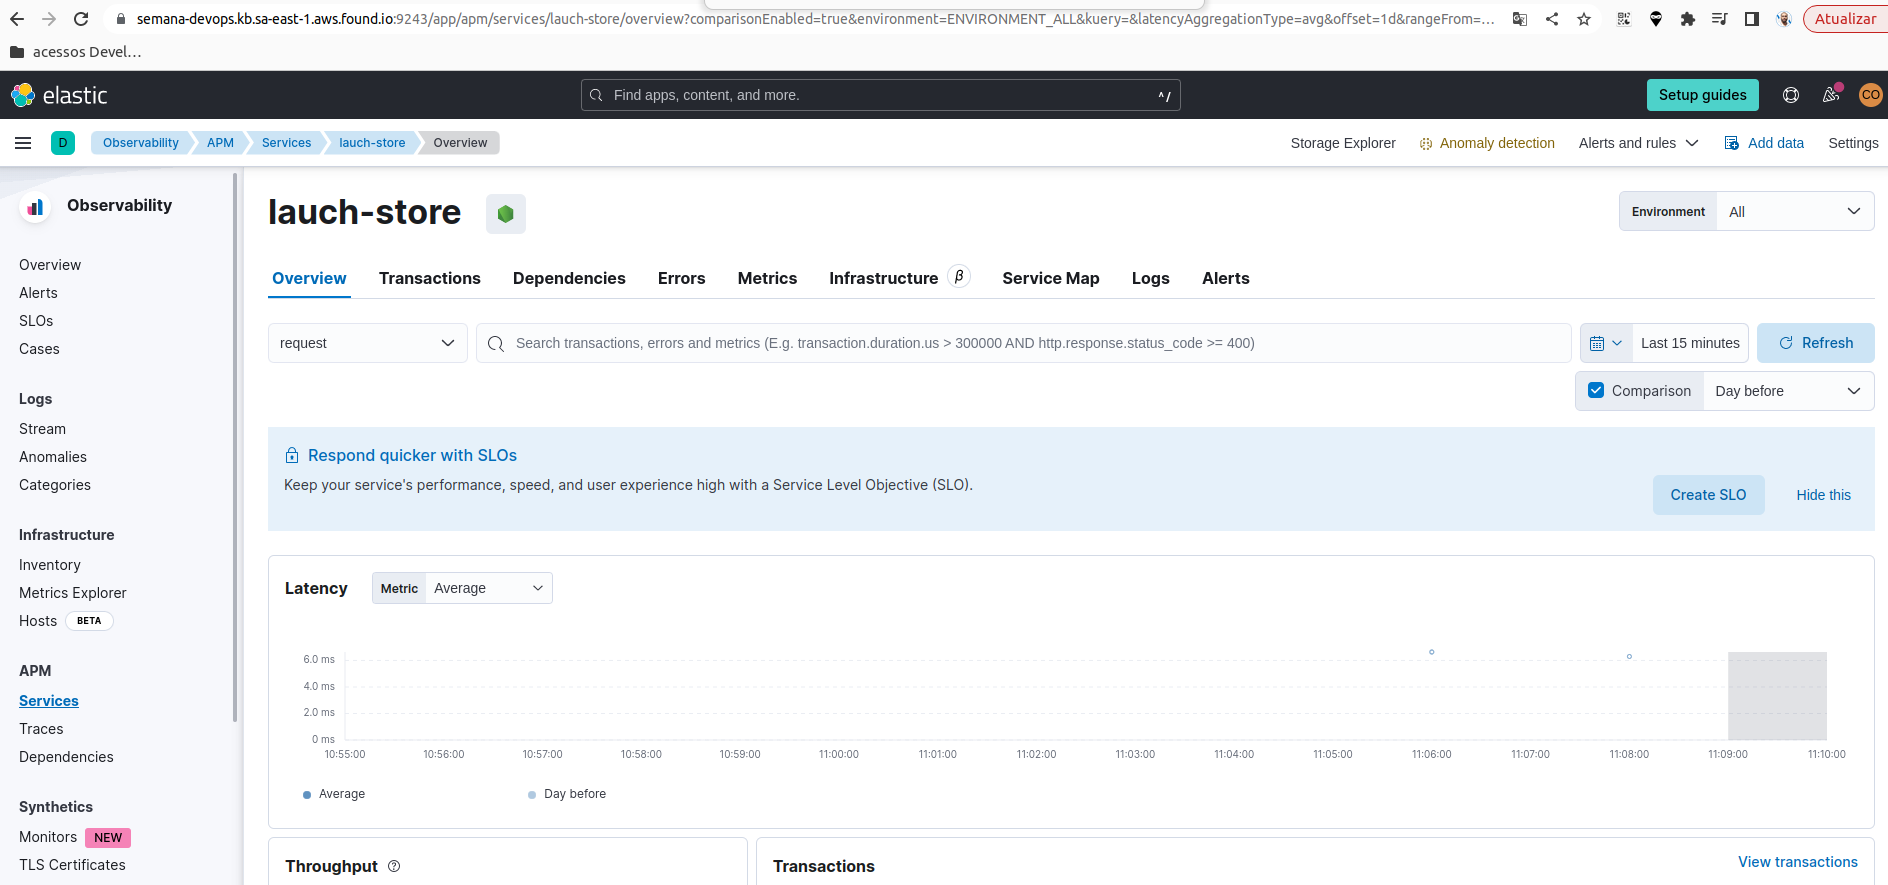 semana-devops.kb.sa-east-1.aws.found.io:9243/app/apm/services/lauch-store/overview?comparisonEnabled=true&environment=ENVIRONMENT_ALL&kuery=&latencyAggregationType=avg&offset=1d&rangeFrom=...
Atualizar
acessos Devel...
elastic
Find apps, content, and more.
^/
Setup guides
CO
D
Observability
APM
Services
lauch-store
Overview
Storage Explorer
Anomaly detection
Alerts and rules
Add data
Settings
Observability
Overview
Alerts
SLOs
Cases
Logs
Stream
Anomalies
Categories
Infrastructure
Inventory
Metrics Explorer
Hosts BETA
APM
Services
Traces
Dependencies
Synthetics
Monitors NEW
TLS Certificates
lauch-store
Environment All
Overview Transactions Dependencies Errors Metrics Infrastructure β Service Map Logs Alerts
request
Search transactions, errors and metrics (E.g. transaction.duration.us > 300000 AND http.response.status_code >= 400)
Last 15 minutes
Refresh
Comparison Day before
Respond quicker with SLOs
Keep your service's performance, speed, and user experience high with a Service Level Objective (SLO).
Create SLO
Hide this
Latency
Metric Average
6.0 ms
4.0 ms
2.0 ms
0 ms
10:55:00 10:56:00 10:57:00 10:58:00 10:59:00 11:00:00 11:01:00 11:02:00 11:03:00 11:04:00 11:05:00 11:06:00 11:07:00 11:08:00 11:09:00 11:10:00
Average
Day before
Throughput ?
Transactions
View transactions